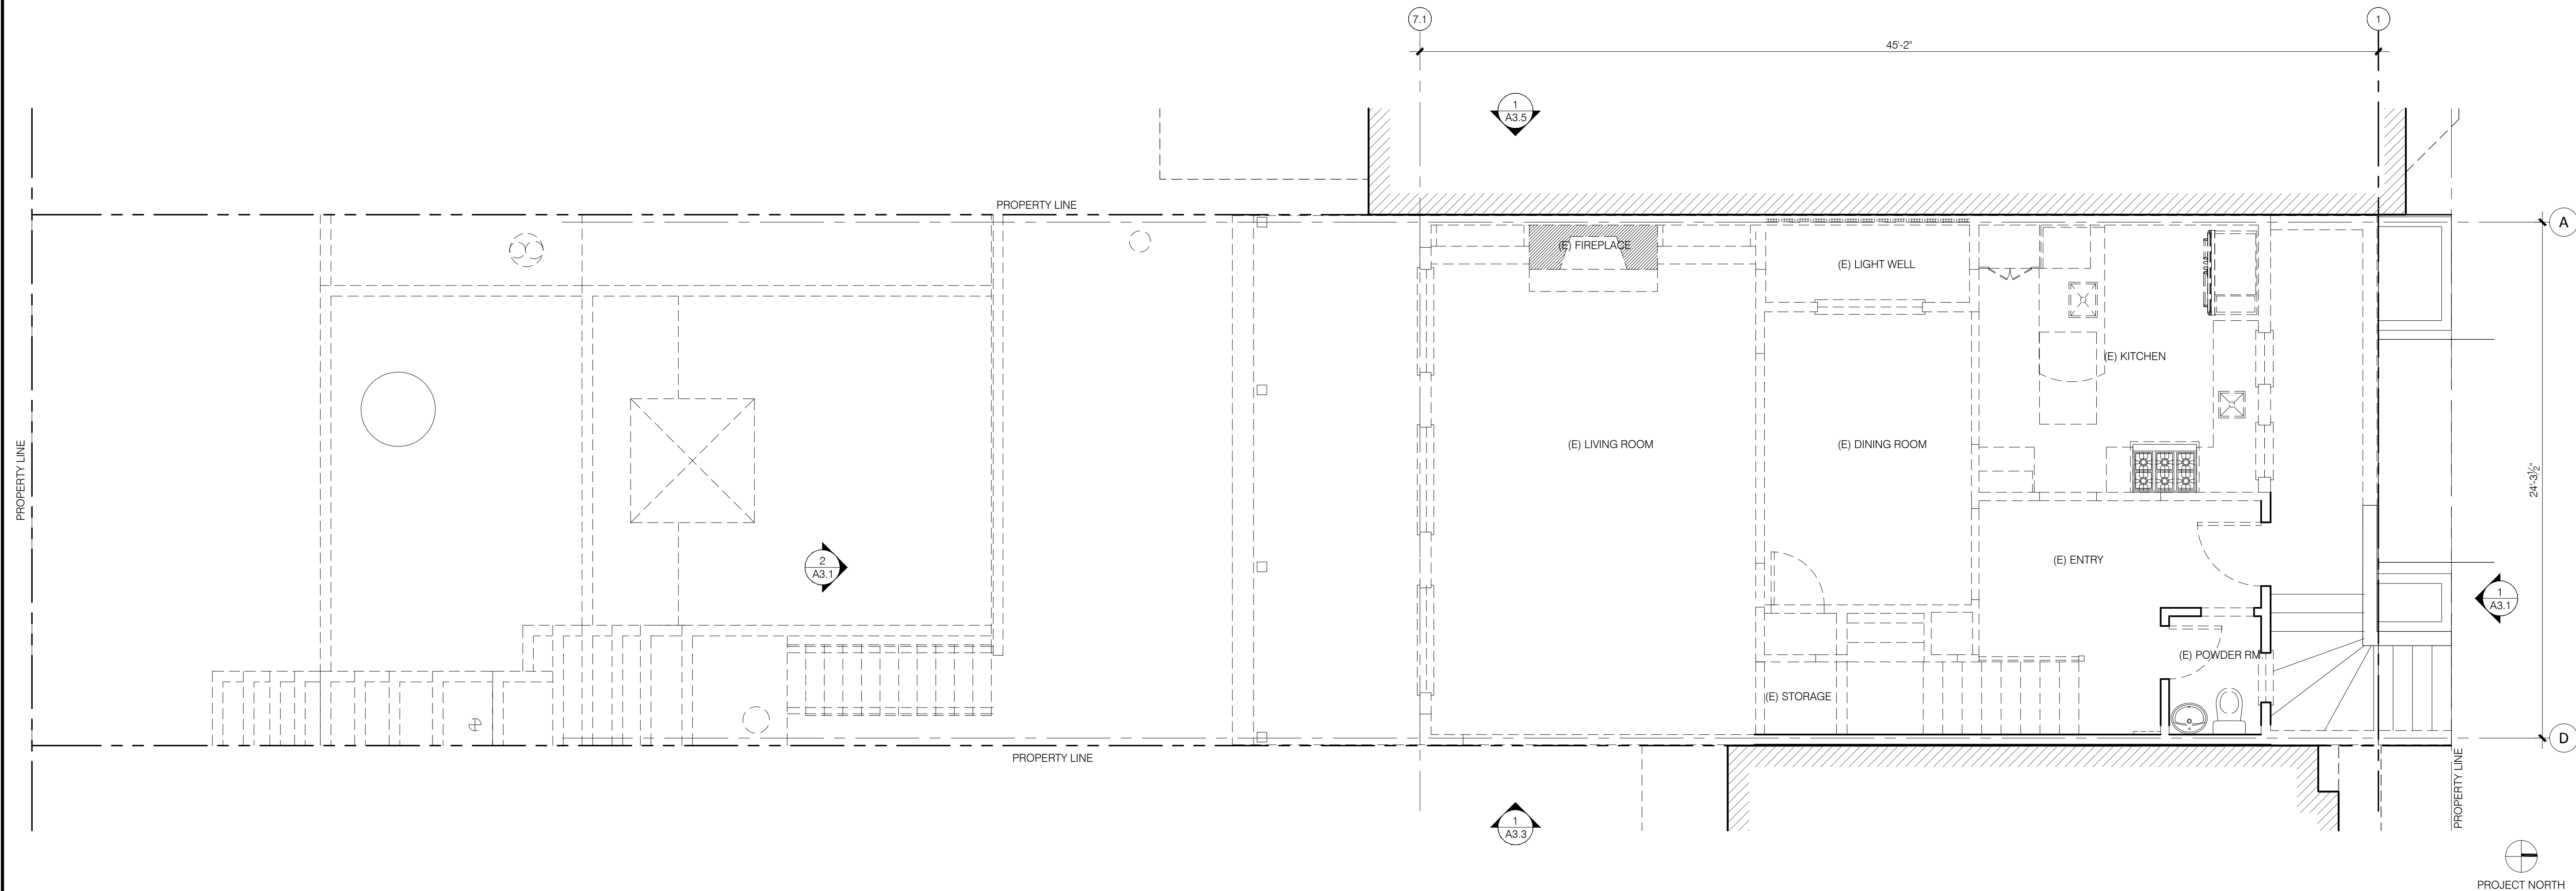 7.1
1
45'-2"
1
A3.5
PROPERTY LINE
A
(E) FIREPLACE
(E) LIGHT WELL
(E) KITCHEN
PROPERTY LINE
(E) LIVING ROOM
(E) DINING ROOM
24'-3½"
2
A3.1
(E) ENTRY
1
A3.1
(E) POWDER RM.
(E) STORAGE
D
PROPERTY LINE
PROPERTY LINE
1
A3.3
PROJECT NORTH